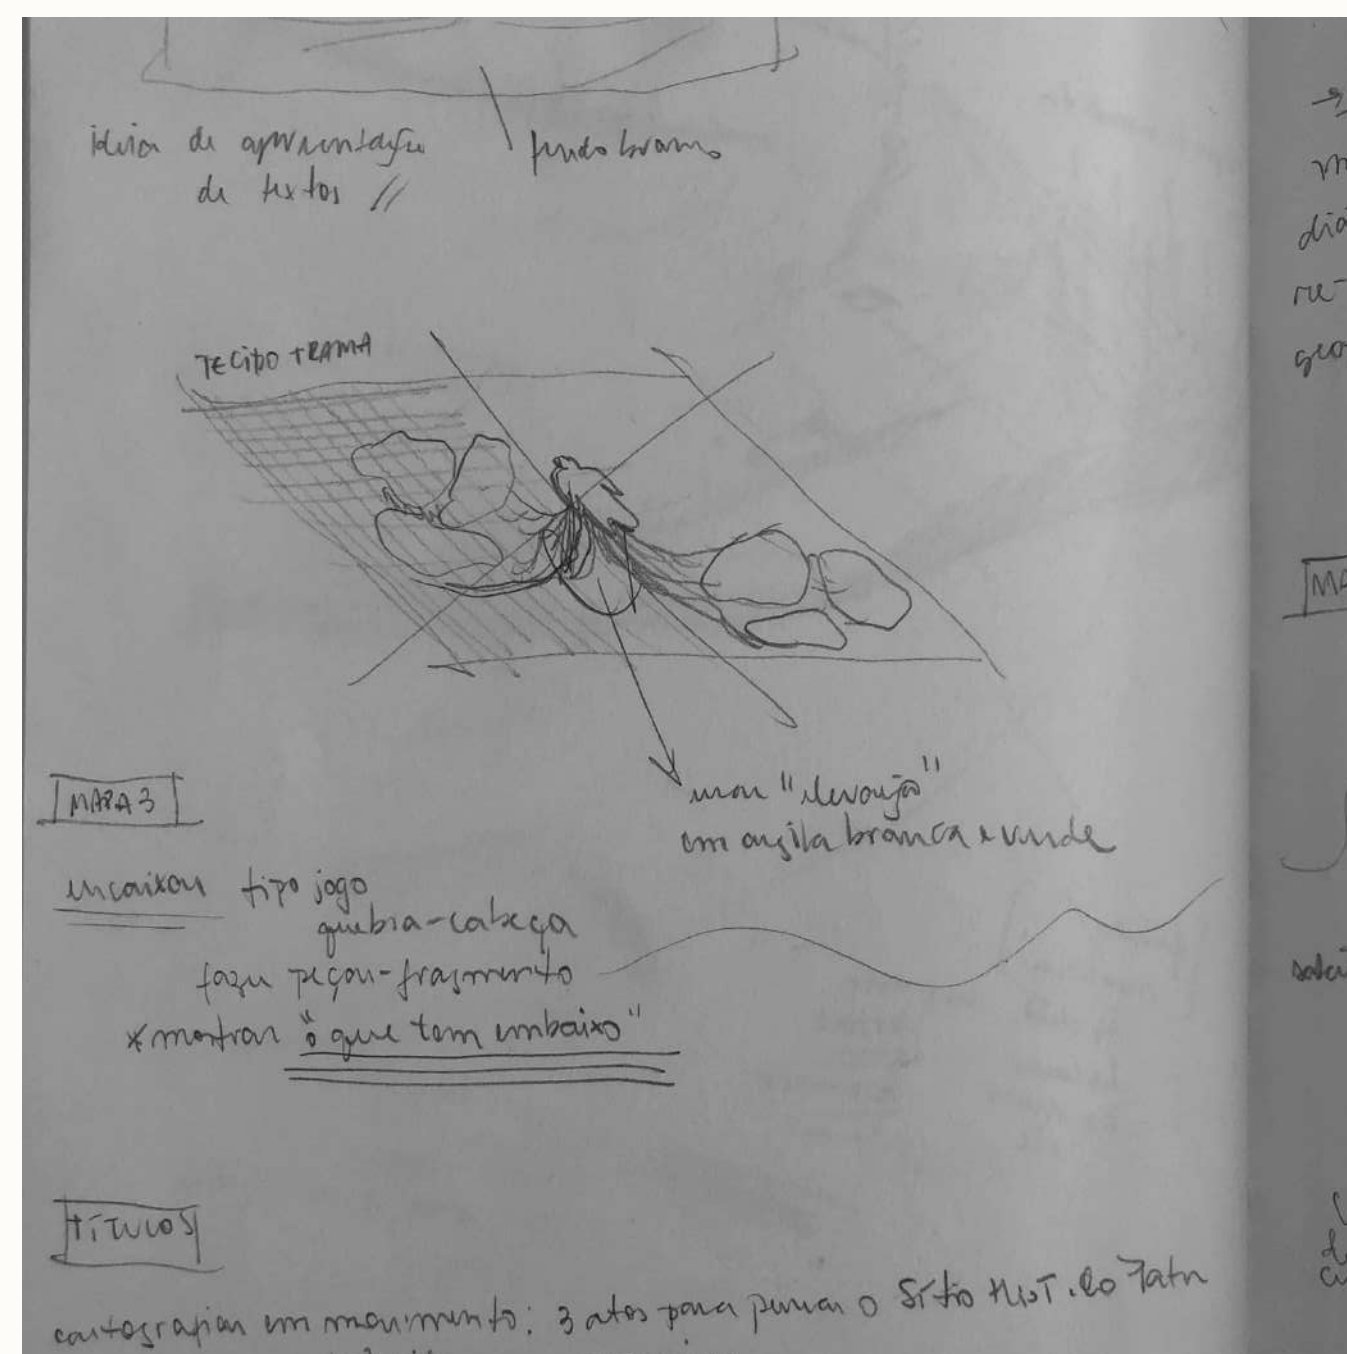 ideia de apresentação
de textos //
fundo branco
TECIDO TRAMA
usar "elevação"
em argila branca e verde
MAPA 3
encaixar tipo jogo
quebra-cabeça
fazer peças-fragmento
* mostrar "o que tem embaixo"
TÍTULOS
cartografias em movimento: 3 atos para pensar o Sítio HIST. do